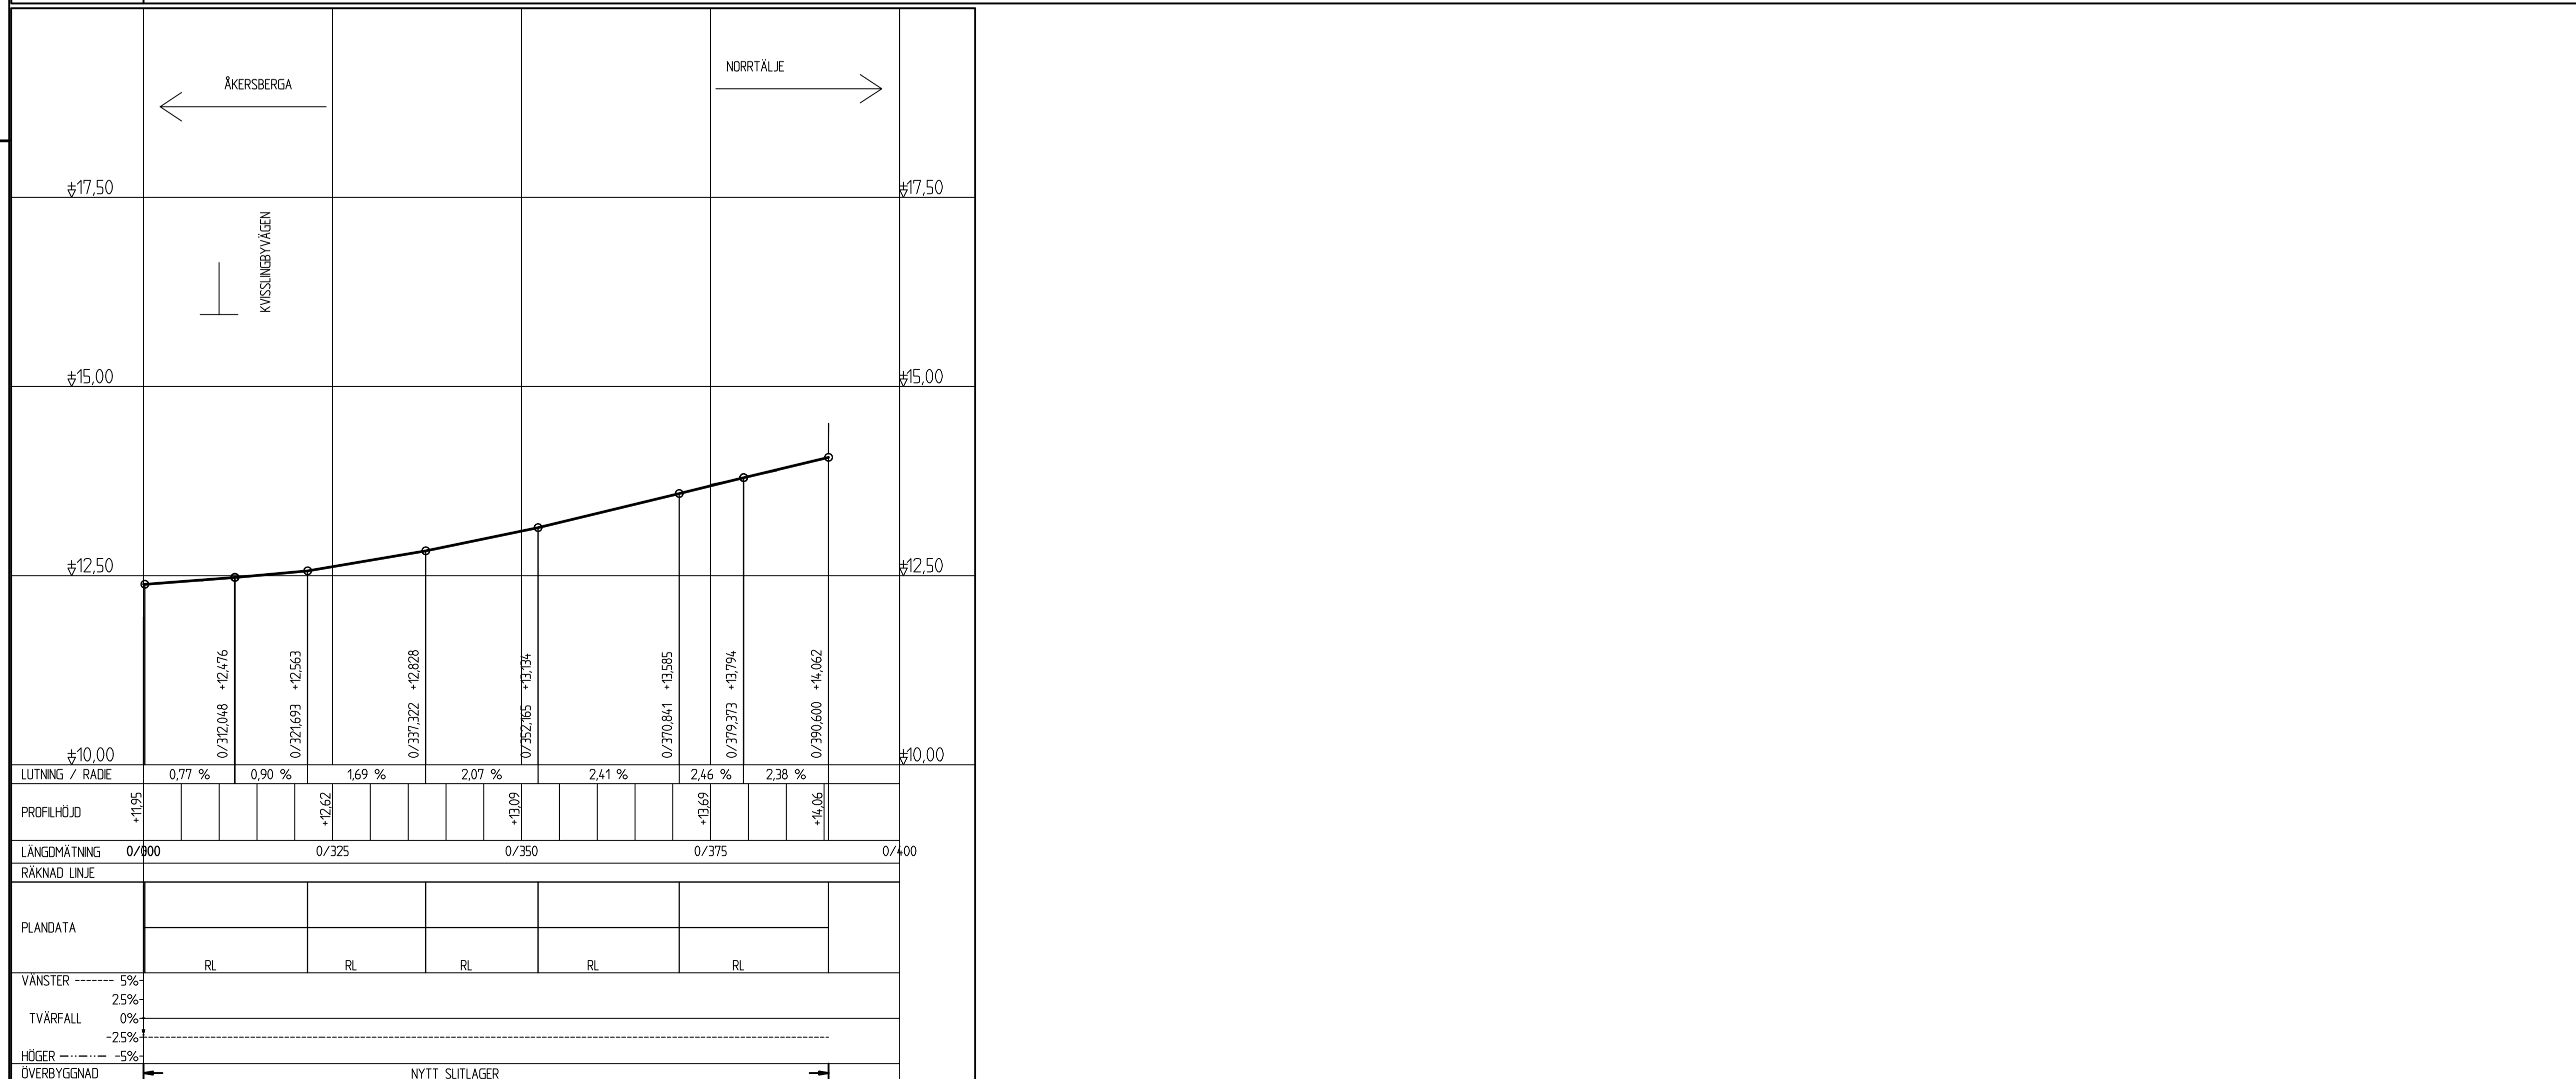 NORRTÄLJE
ÅKERSBERGA
±17,50 ±17,50
KVISSLINGBYVÄGEN
±15,00 ±15,00
±12,50 ±12,50
0/312,048 +12,476
0/321,693 +12,563
0/337,322 +12,828
0/352,165 +13,134
0/370,841 +13,585
0/379,373 +13,794
0/390,600 +14,062
±10,00 ±10,00
LUTNING / RADIE 0,77 % 0,90 % 1,69 % 2,07 % 2,41 % 2,46 % 2,38 %
PROFILHÖJD +11,95 +12,62 +13,09 +13,69 +14,06
LÄNGDMÄTNING 0/325 0/350 0/375 0/400
RÄKNAD LINJE
PLANDATA
RL RL RL RL RL
VÄNSTER 5%
2.5%
TVÄRFALL 0%
-2.5%
HÖGER -5%
ÖVERBYGGNAD NYTT SLITLAGER